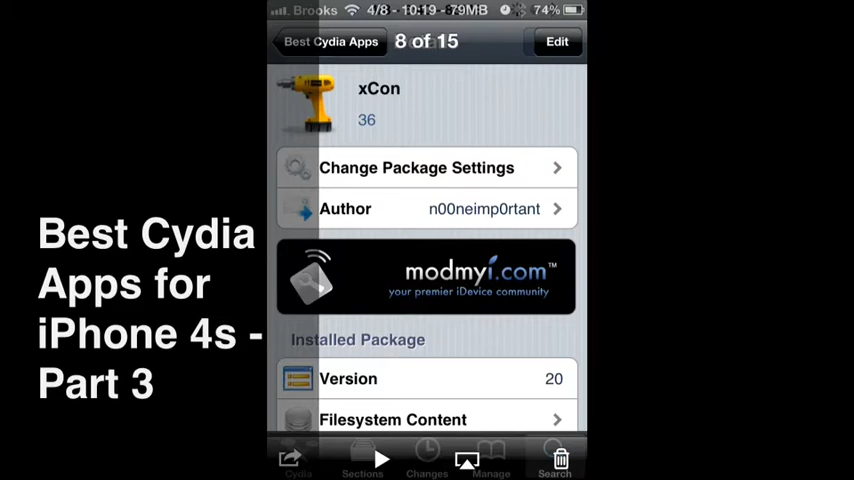 Brooks 4/8 - 10:19 - 79MB 74%
Best Cydia Apps 8 of 15 Edit
xCon
36
Change Package Settings
Author n00neimp0rtant
modmyi.com™
your premier iDevice community
Installed Package
Version 20
Filesystem Content
Cydia Sections Changes Manage Search
Best Cydia
Apps for
iPhone 4s -
Part 3